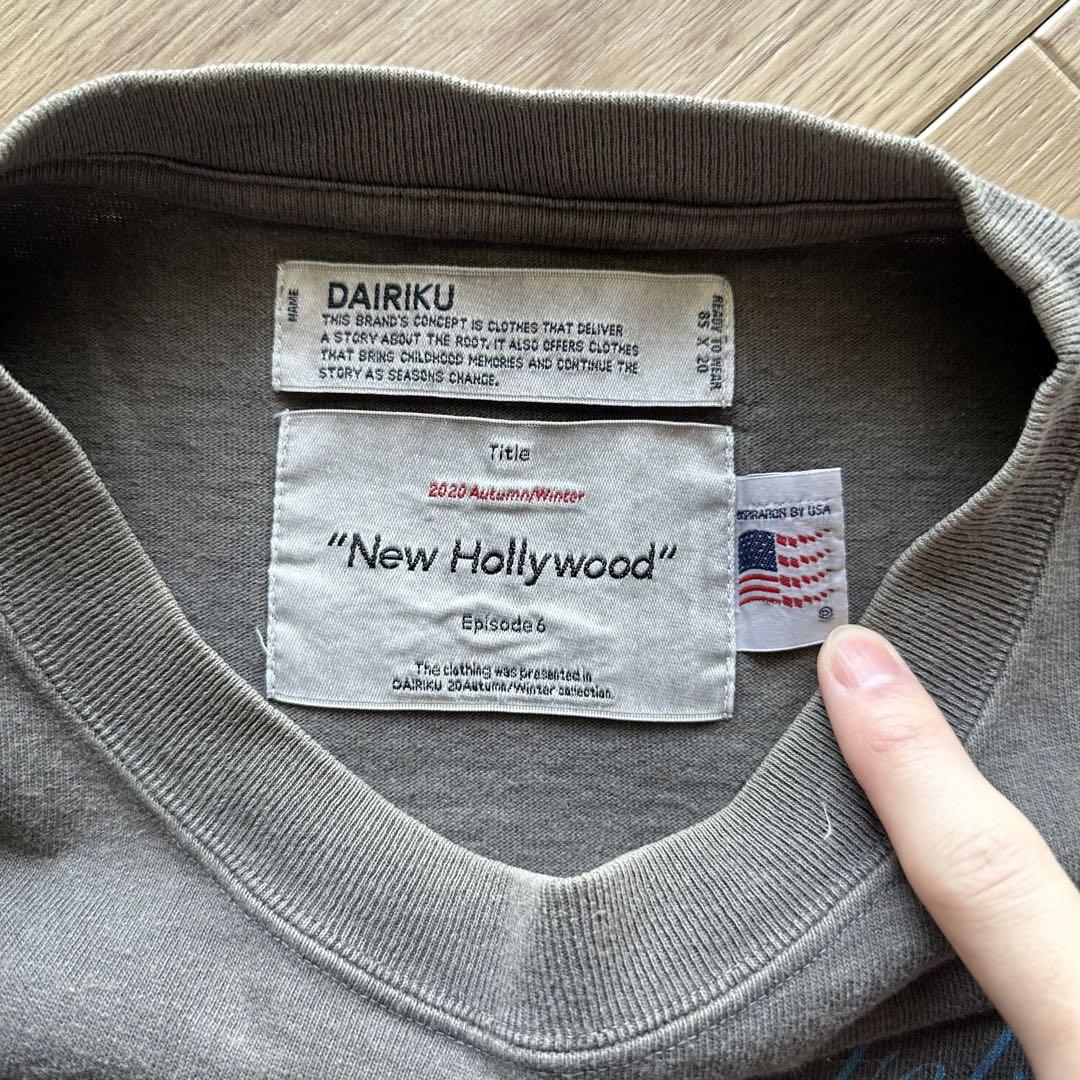 NAME
DAIRIKU
THIS BRAND'S CONCEPT IS CLOTHES THAT DELIVER
A STORY ABOUT THE ROOT. IT ALSO OFFERS CLOTHES
THAT BRING CHILDHOOD MEMORIES AND CONTINUE THE
STORY AS SEASONS CHANGE.
READY TO WEAR
85 X 20
Title
2020 Autumn/Winter
"New Hollywood"
Episode 6
The clothing was presented in
DAIRIKU 20Autumn/Winter collection.
BY USA